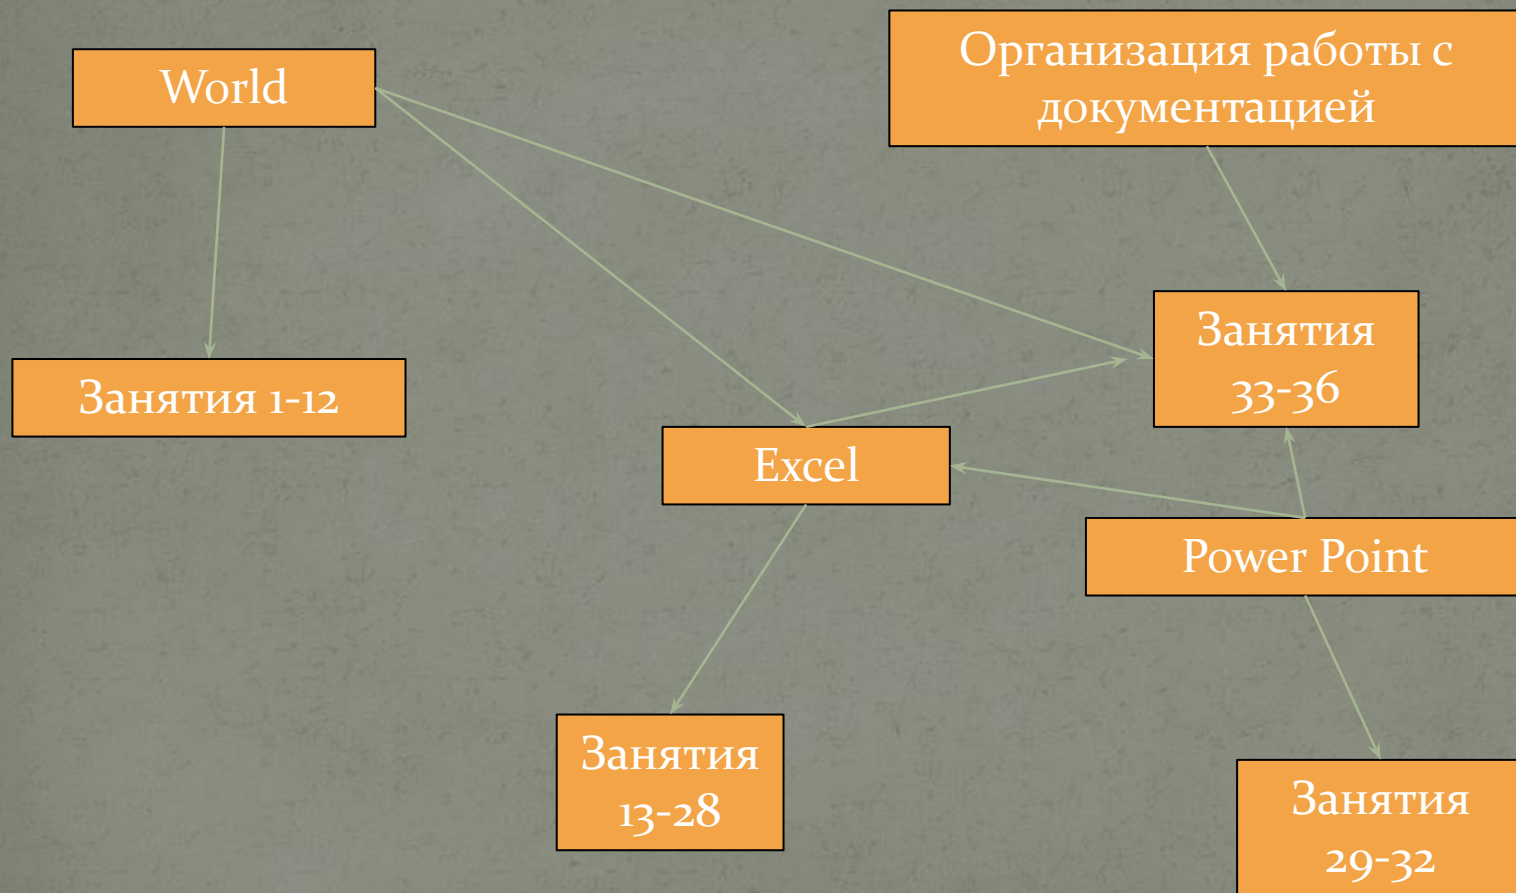 World
Организация работы с
документацией
Занятия
33-36
Занятия 1-12
Excel
Power Point
Занятия
13-28
Занятия
29-32